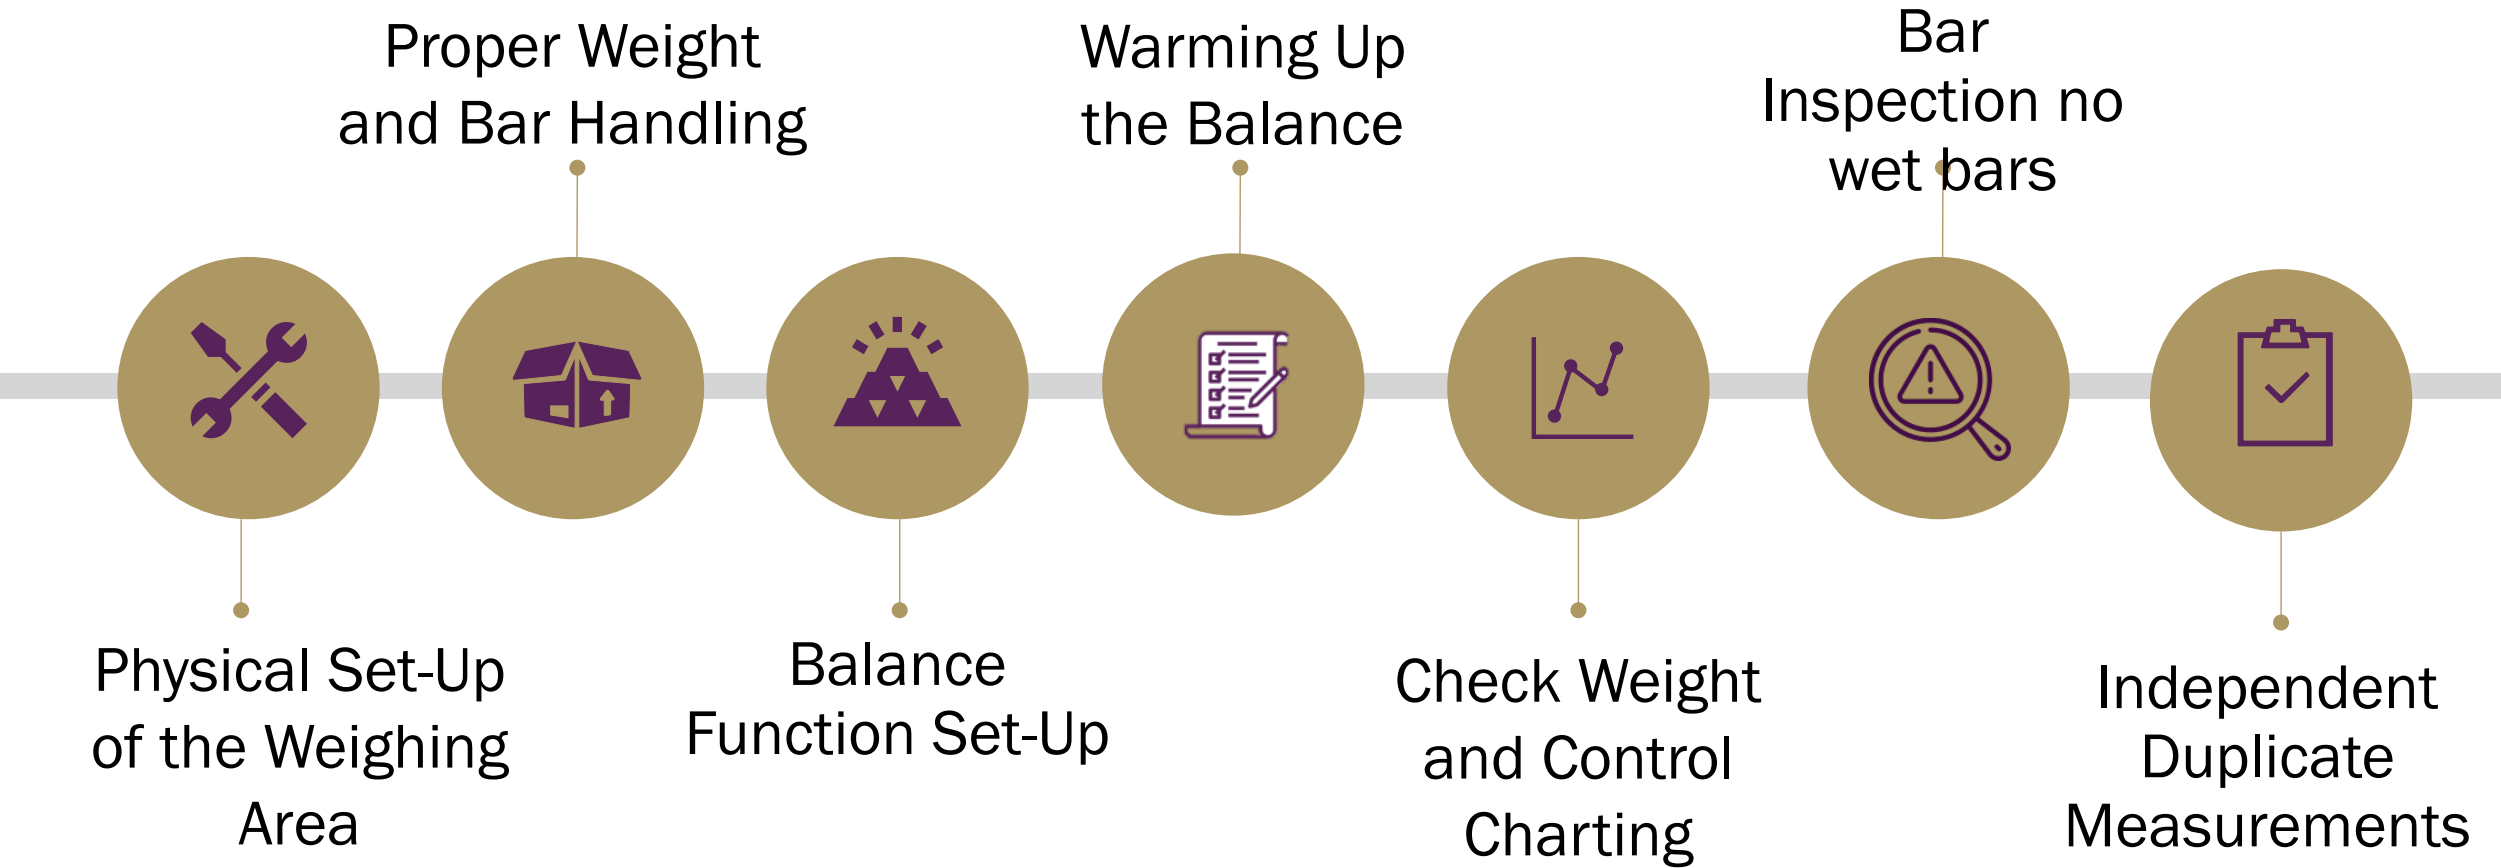 Physical Set-Up
of the Weighing
Area
Proper Weight
and Bar Handling
Balance
Function Set-Up
Warming Up
the Balance
Check Weight
and Control
Charting
Bar
Inspection no
wet bars
Independent
Duplicate
Measurements